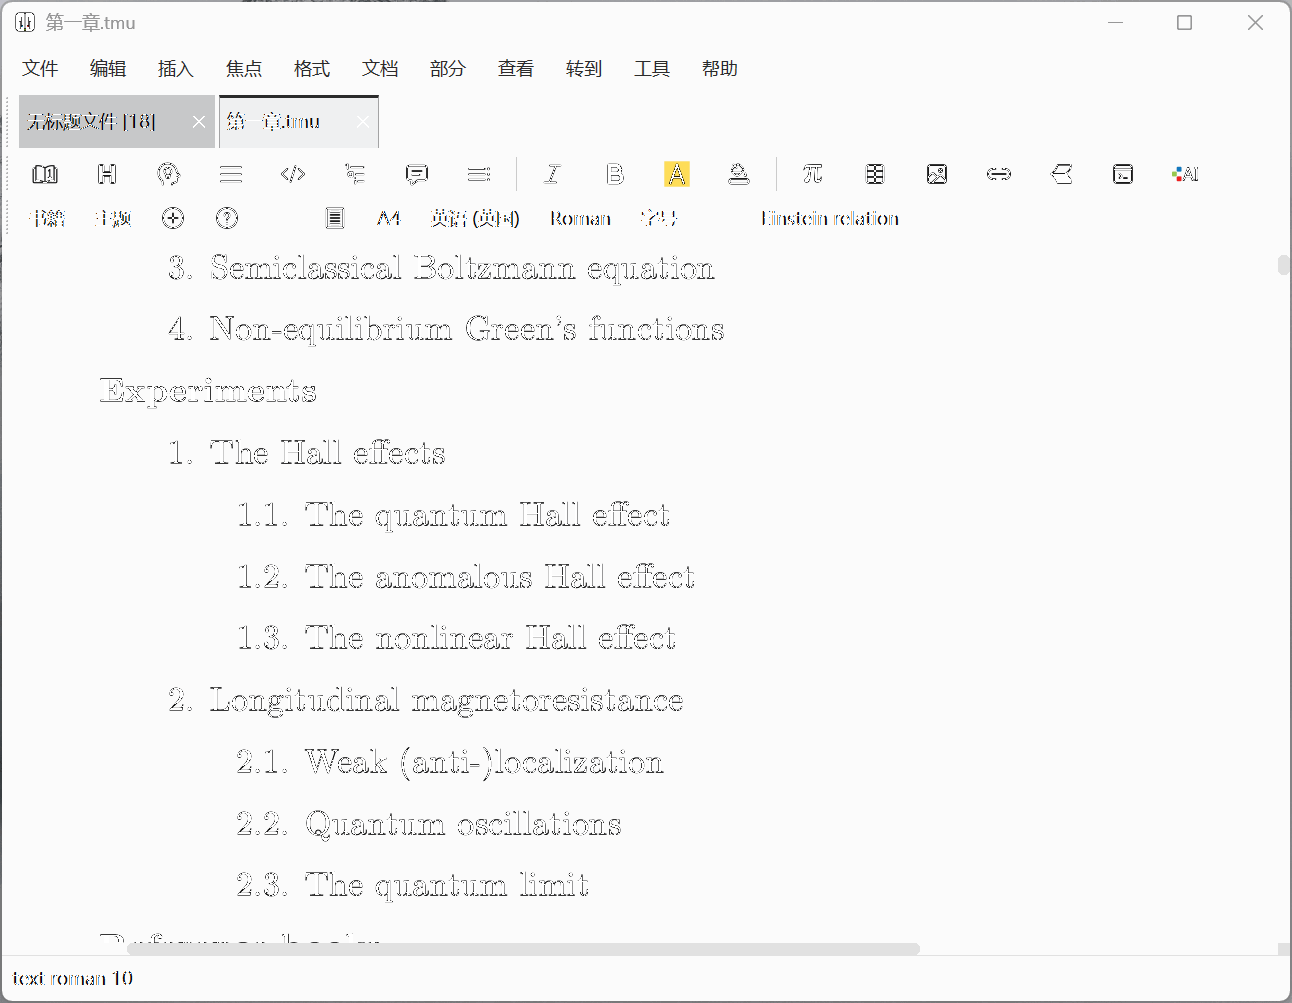 第一章.tmu
文件 编辑 插入 焦点 格式 文档 部分 查看 转到 工具 帮助
无标题文件 [18] 第一章.tmu
AI
书籍 主题 A4 英语 (英国) Roman 字号 Einstein relation
3. Semiclassical Boltzmann equation
4. Non-equilibrium Green's functions
Experiments
1. The Hall effects
1.1. The quantum Hall effect
1.2. The anomalous Hall effect
1.3. The nonlinear Hall effect
2. Longitudinal magnetoresistance
2.1. Weak (anti-)localization
2.2. Quantum oscillations
2.3. The quantum limit
text roman 10